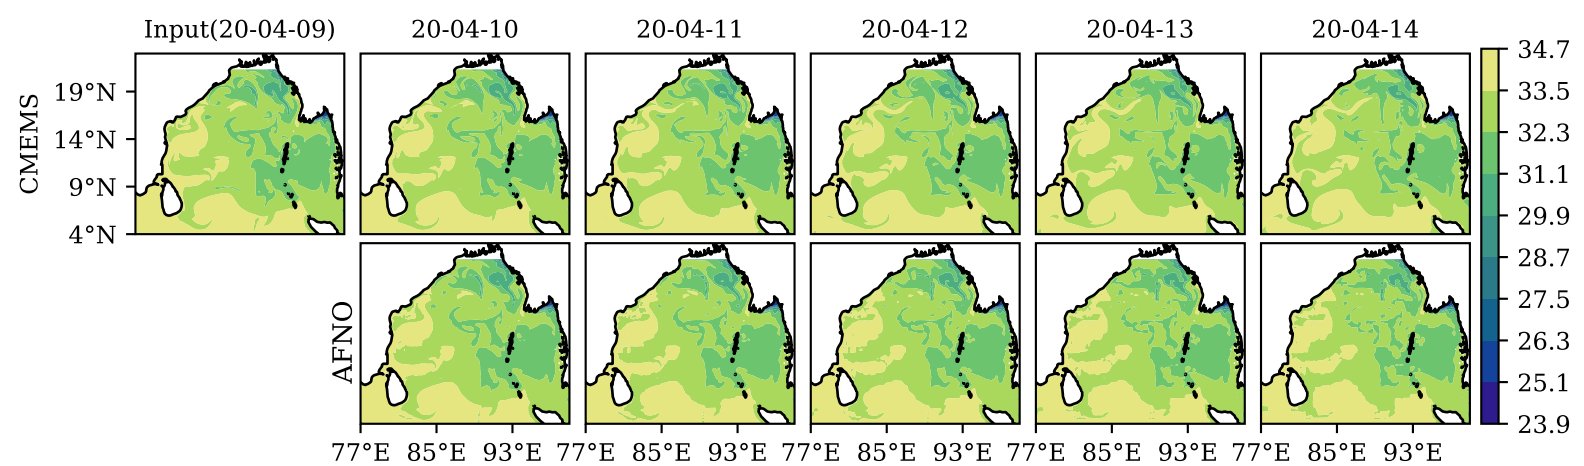 Input(20-04-09) 20-04-10 20-04-11 20-04-12 20-04-13 20-04-14
CMEMS
19°N
14°N
9°N
4°N
AFNO
77°E 85°E 93°E 77°E 85°E 93°E 77°E 85°E 93°E 77°E 85°E 93°E 77°E 85°E 93°E
34.7
33.5
32.3
31.1
29.9
28.7
27.5
26.3
25.1
23.9